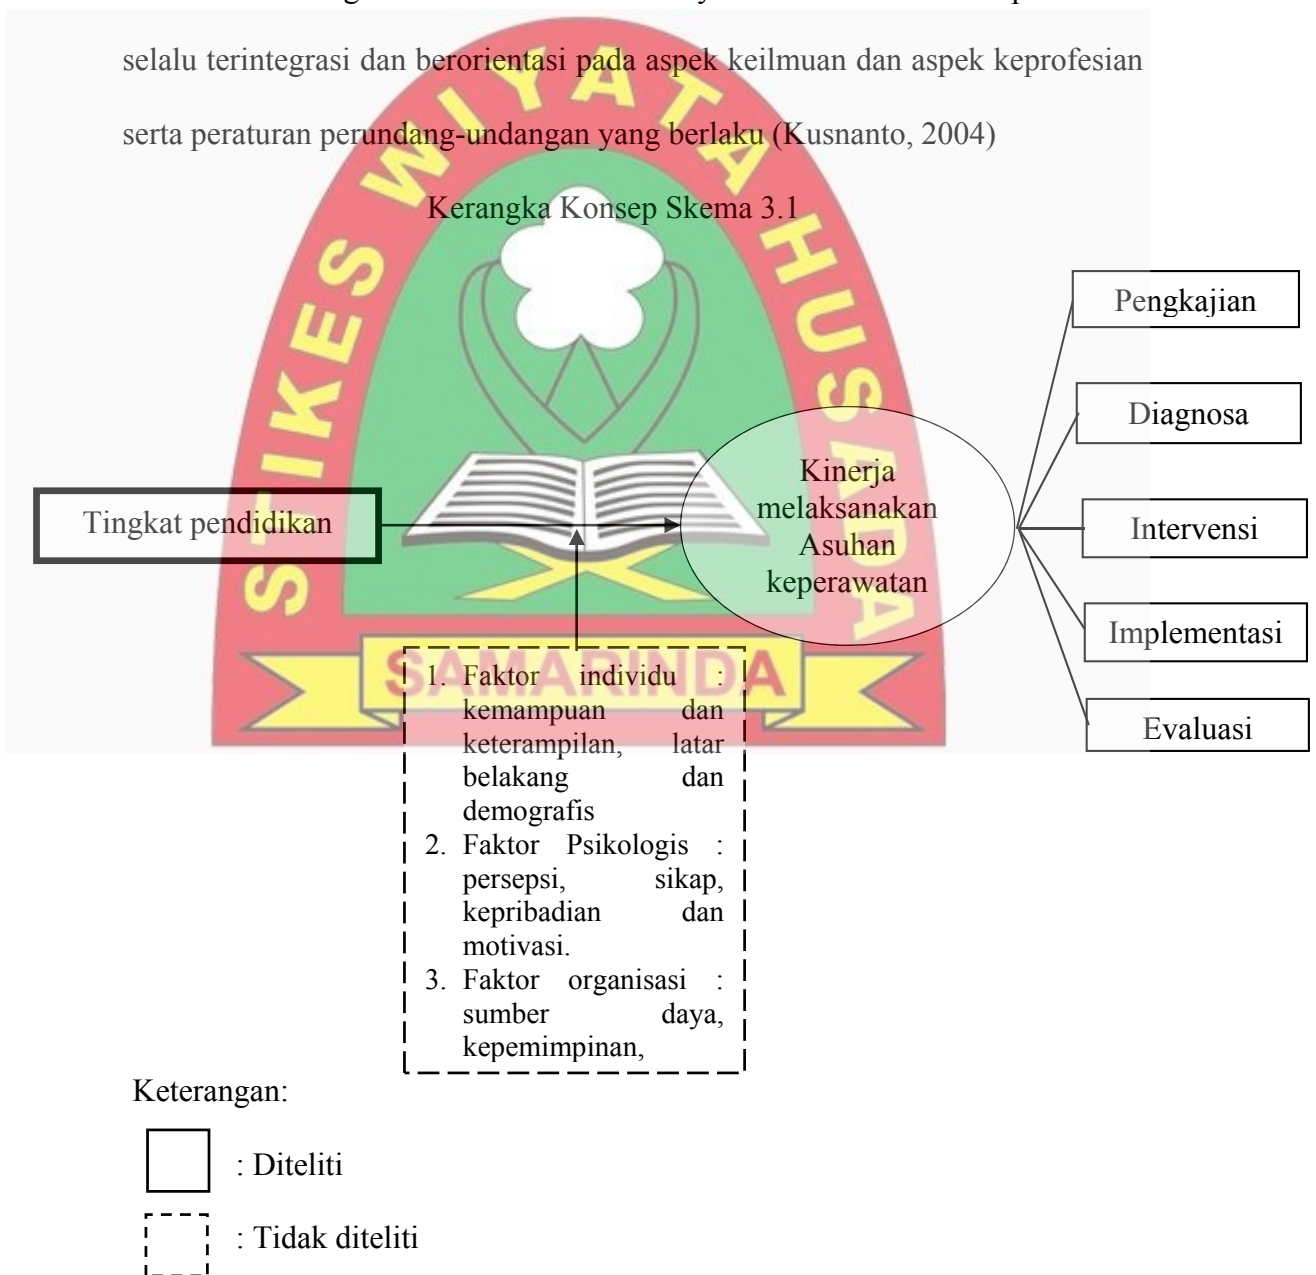 selalu terintegrasi dan berorientasi pada aspek keilmuan dan aspek keprofesian
serta peraturan perundang-undangan yang berlaku (Kusnanto, 2004)
Kerangka Konsep Skema 3.1
STIKES WIYATA HUSADA
SAMARINDA
Tingkat pendidikan
Kinerja
melaksanakan
Asuhan
keperawatan
Pengkajian
Diagnosa
Intervensi
Implementasi
Evaluasi
1. Faktor individu :
kemampuan dan
keterampilan, latar
belakang dan
demografis
2. Faktor Psikologis :
persepsi, sikap,
kepribadian dan
motivasi.
3. Faktor organisasi :
sumber daya,
kepemimpinan,
Keterangan:
: Diteliti
: Tidak diteliti